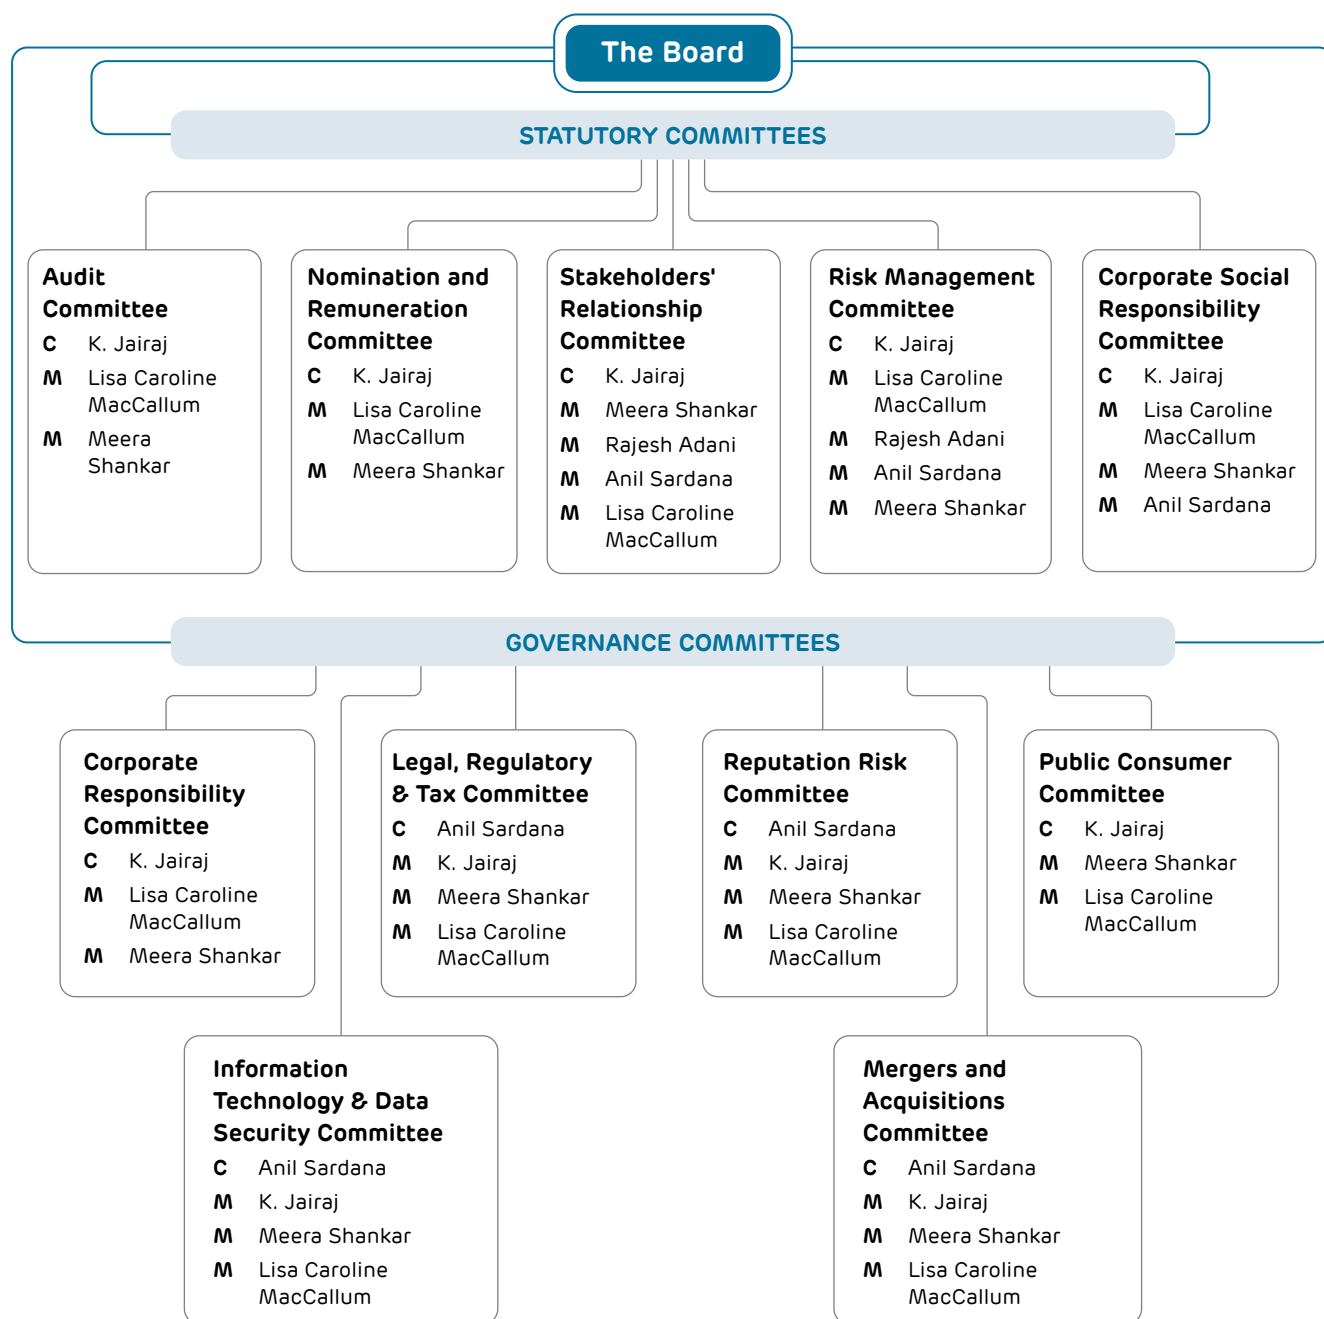 The Board
STATUTORY COMMITTEES
Audit
Committee
C K. Jairaj
M Lisa Caroline
MacCallum
M Meera
Shankar
Nomination and
Remuneration
Committee
C K. Jairaj
M Lisa Caroline
MacCallum
M Meera Shankar
Stakeholders'
Relationship
Committee
C K. Jairaj
M Meera Shankar
M Rajesh Adani
M Anil Sardana
M Lisa Caroline
MacCallum
Risk Management
Committee
C K. Jairaj
M Lisa Caroline
MacCallum
M Rajesh Adani
M Anil Sardana
M Meera Shankar
Corporate Social
Responsibility
Committee
C K. Jairaj
M Lisa Caroline
MacCallum
M Meera Shankar
M Anil Sardana
GOVERNANCE COMMITTEES
Corporate
Responsibility
Committee
C K. Jairaj
M Lisa Caroline
MacCallum
M Meera Shankar
Legal, Regulatory
& Tax Committee
C Anil Sardana
M K. Jairaj
M Meera Shankar
M Lisa Caroline
MacCallum
Reputation Risk
Committee
C Anil Sardana
M K. Jairaj
M Meera Shankar
M Lisa Caroline
MacCallum
Public Consumer
Committee
C K. Jairaj
M Meera Shankar
M Lisa Caroline
MacCallum
Information
Technology & Data
Security Committee
C Anil Sardana
M K. Jairaj
M Meera Shankar
M Lisa Caroline
MacCallum
Mergers and
Acquisitions
Committee
C Anil Sardana
M K. Jairaj
M Meera Shankar
M Lisa Caroline
MacCallum